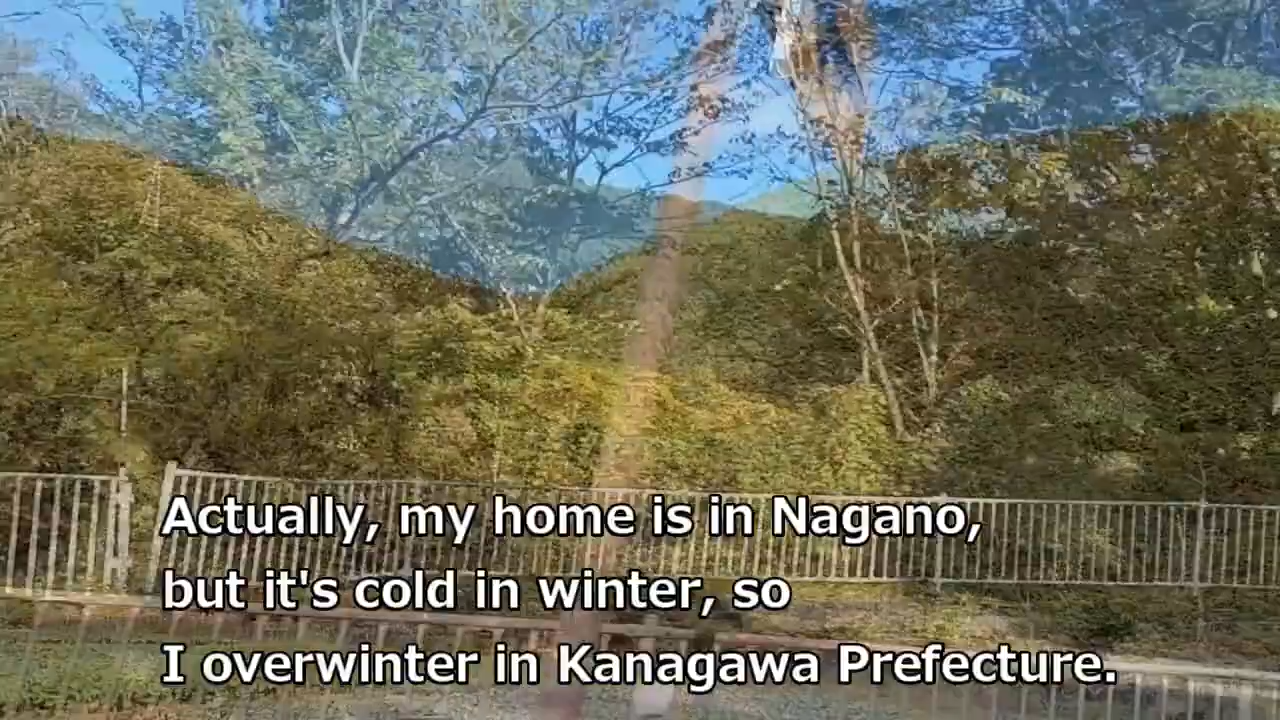 Actually, my home is in Nagano,
but it's cold in winter, so
I overwinter in Kanagawa Prefecture.